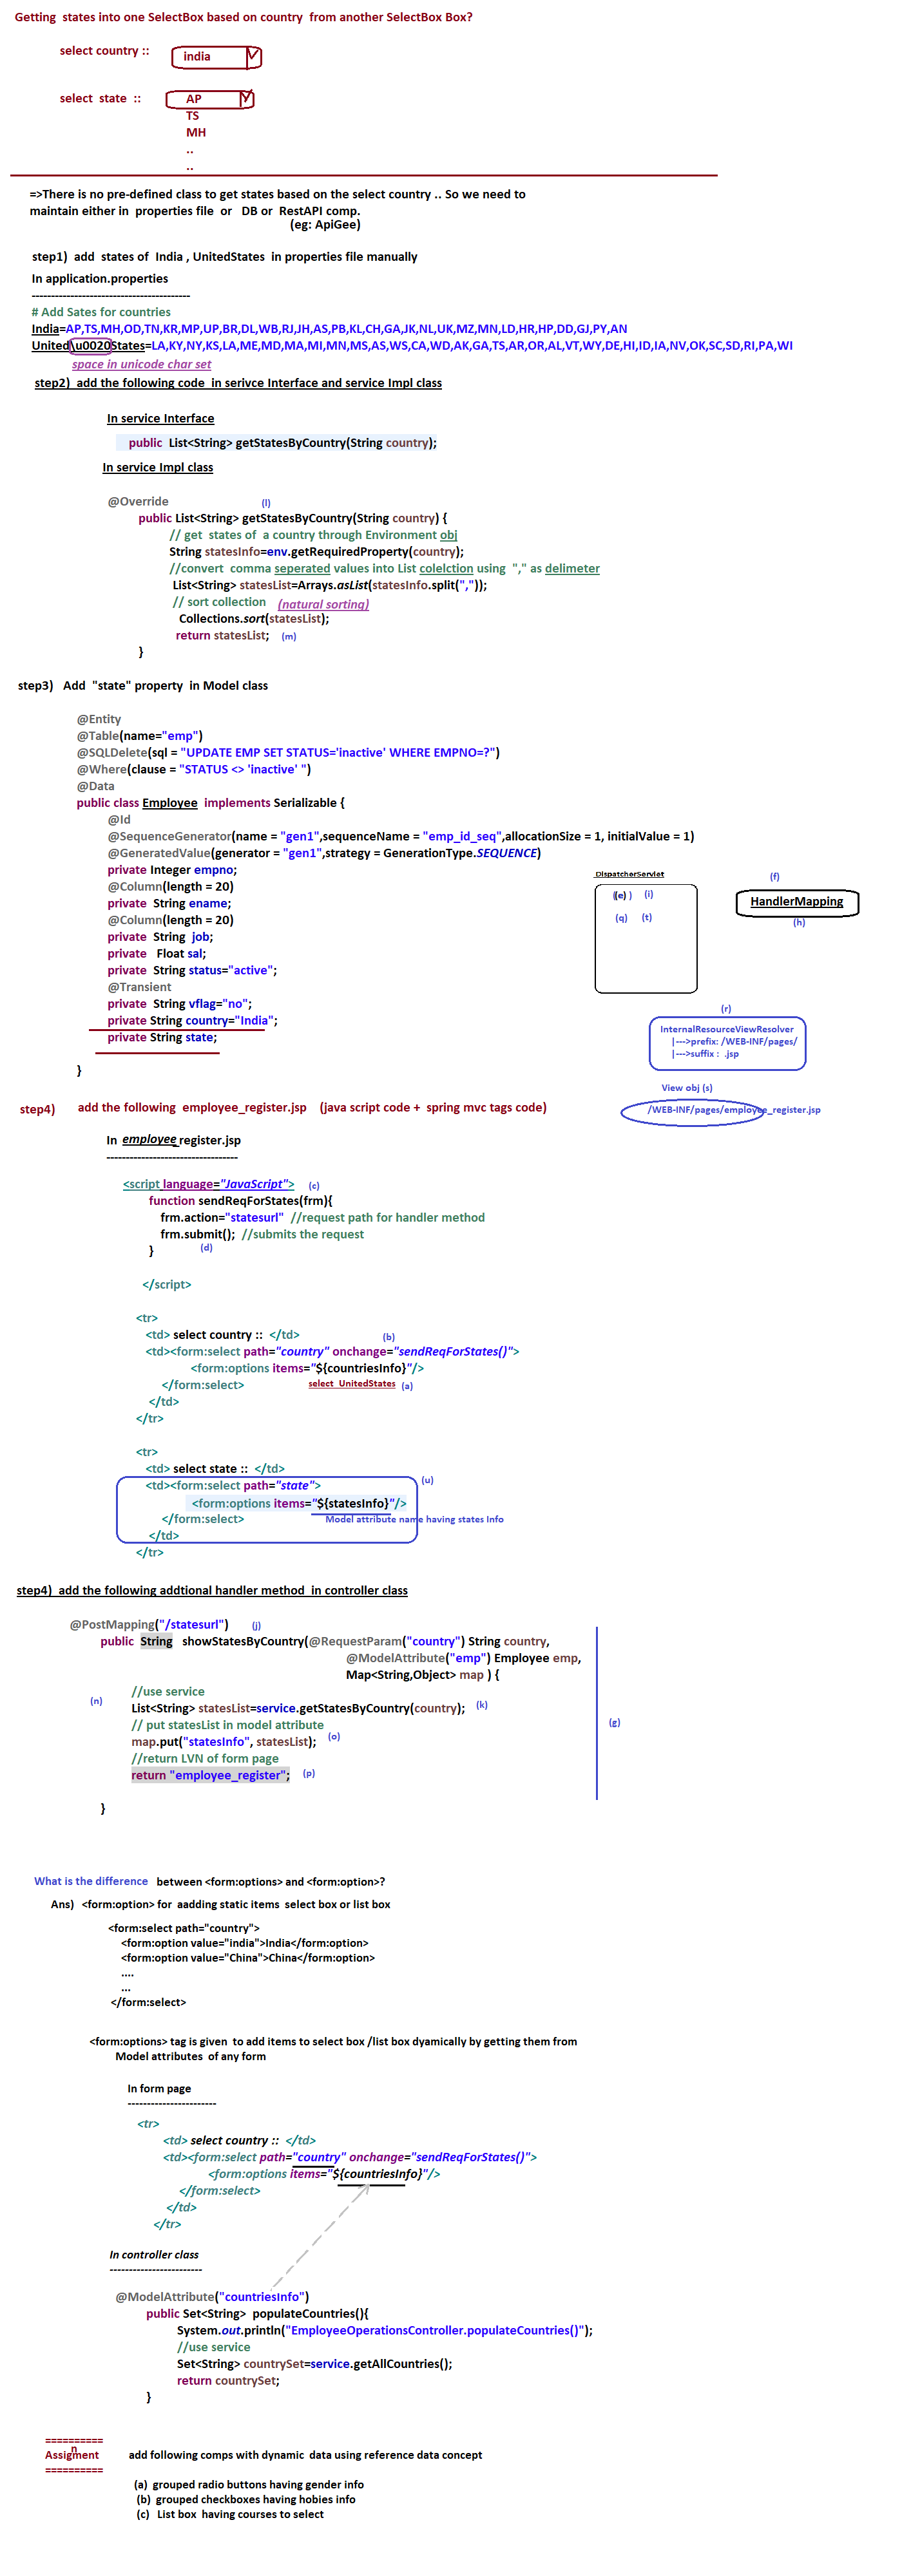 Getting states into one SelectBox based on country from another SelectBox Box?
select country :: india
select state :: AP
TS
MH
..
..
=>There is no pre-defined class to get states based on the select country .. So we need to
maintain either in properties file or DB or RestAPI comp.
(eg: ApiGee)
step1) add states of India , UnitedStates in properties file manually
In application.properties
-----------------------------------------
# Add Sates for countries
India=AP,TS,MH,OD,TN,KR,MP,UP,BR,DL,WB,RJ,JH,AS,PB,KL,CH,GA,JK,NL,UK,MZ,MN,LD,HR,HP,DD,GJ,PY,AN
United\u0020States=LA,KY,NY,KS,LA,ME,MD,MA,MI,MN,MS,AS,WS,CA,WD,AK,GA,TS,AR,OR,AL,VT,WY,DE,HI,ID,IA,NV,OK,SC,SD,RI,PA,WI
space in unicode char set
step2) add the following code in serivce Interface and service Impl class
In service Interface
public List<String> getStatesByCountry(String country);
In service Impl class
@Override (l)
public List<String> getStatesByCountry(String country) {
// get states of a country through Environment obj
String statesInfo=env.getRequiredProperty(country);
//convert comma seperated values into List colelction using "," as delimeter
List<String> statesList=Arrays.asList(statesInfo.split(","));
// sort collection (natural sorting)
Collections.sort(statesList);
return statesList; (m)
}
step3) Add "state" property in Model class
@Entity
@Table(name="emp")
@SQLDelete(sql = "UPDATE EMP SET STATUS='inactive' WHERE EMPNO=?")
@Where(clause = "STATUS <> 'inactive' ")
@Data
public class Employee implements Serializable {
@Id
@SequenceGenerator(name = "gen1",sequenceName = "emp_id_seq",allocationSize = 1, initialValue = 1)
@GeneratedValue(generator = "gen1",strategy = GenerationType.SEQUENCE)
private Integer empno;
@Column(length = 20)
private String ename;
@Column(length = 20)
private String job;
private Float sal;
private String status="active";
@Transient
private String vflag="no";
private String country="India";
private String state;
}
DispatcherServlet
(e) (i)
(q) (t)
(f)
HandlerMapping
(h)
(r)
InternalResourceViewResolver
|--->prefix: /WEB-INF/pages/
|--->suffix : .jsp
View obj (s)
/WEB-INF/pages/employee_register.jsp
step4) add the following employee_register.jsp (java script code + spring mvc tags code)
In employee_register.jsp
----------------------------------
<script language="JavaScript"> (c)
function sendReqForStates(frm){
frm.action="statesurl" //request path for handler method
frm.submit(); //submits the request
} (d)
</script>
<tr>
<td> select country :: </td> (b)
<td><form:select path="country" onchange="sendReqForStates()">
<form:options items="${countriesInfo}"/>
</form:select> select UnitedStates (a)
</td>
</tr>
<tr>
<td> select state :: </td>
<td><form:select path="state"> (u)
<form:options items="${statesInfo}"/>
</form:select> Model attribute name having states Info
</td>
</tr>
step4) add the following addtional handler method in controller class
@PostMapping("/statesurl") (j)
public String showStatesByCountry(@RequestParam("country") String country,
@ModelAttribute("emp") Employee emp,
Map<String,Object> map ) {
//use service
(n) List<String> statesList=service.getStatesByCountry(country); (k)
// put statesList in model attribute (g)
map.put("statesInfo", statesList); (o)
//return LVN of form page
return "employee_register"; (p)
}
What is the difference between <form:options> and <form:option>?
Ans) <form:option> for aadding static items select box or list box
<form:select path="country">
<form:option value="india">India</form:option>
<form:option value="China">China</form:option>
....
...
</form:select>
<form:options> tag is given to add items to select box /list box dyamically by getting them from
Model attributes of any form
In form page
-----------------------
<tr>
<td> select country :: </td>
<td><form:select path="country" onchange="sendReqForStates()">
<form:options items="${countriesInfo}"/>
</form:select>
</td>
</tr>
In controller class
------------------------
@ModelAttribute("countriesInfo")
public Set<String> populateCountries(){
System.out.println("EmployeeOperationsController.populateCountries()");
//use service
Set<String> countrySet=service.getAllCountries();
return countrySet;
}
==========
n
Assigment add following comps with dynamic data using reference data concept
==========
(a) grouped radio buttons having gender info
(b) grouped checkboxes having hobies info
(c) List box having courses to select